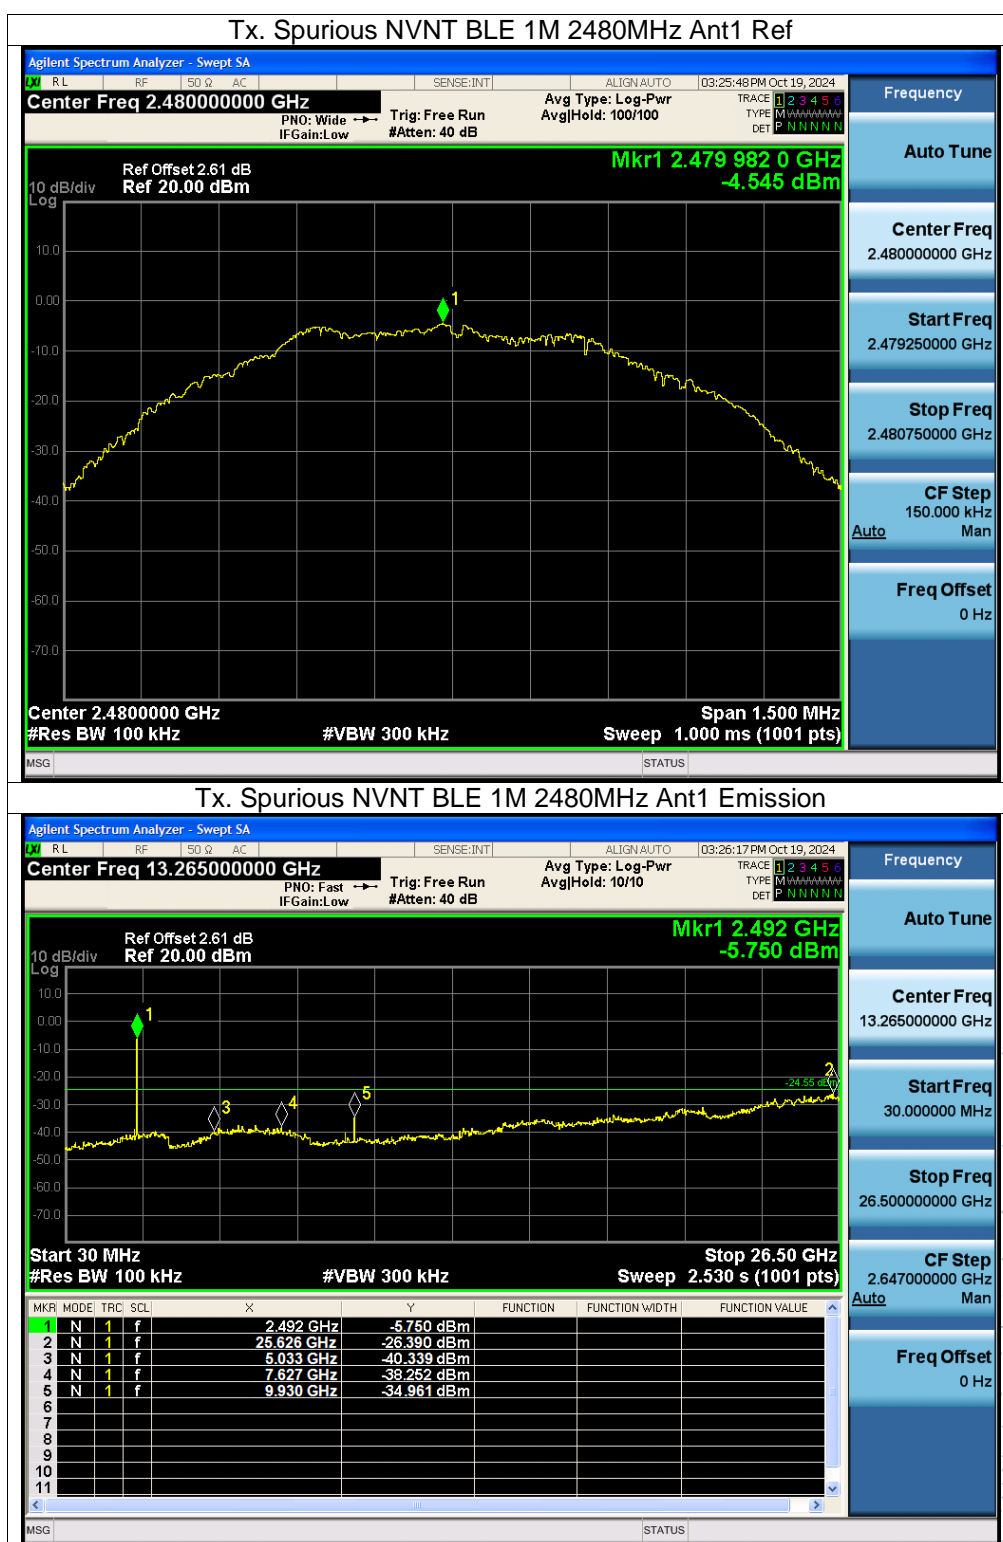 Tx. Spurious NVNT BLE 1M 2480MHz Ant1 Ref
Agilent Spectrum Analyzer - Swept SA
LXI RL RF 50 Ω AC SENSE:INT ALIGN AUTO 03:25:48 PM Oct 19, 2024
Center Freq 2.480000000 GHz
PNO: Wide
IFGain:Low
Trig: Free Run
#Atten: 40 dB
Avg Type: Log-Pwr
Avg|Hold: 100/100
TRACE 1 2 3 4 5 6
TYPE M W W W W W
DET P N N N N N
Frequency
Auto Tune
Center Freq
2.480000000 GHz
Start Freq
2.479250000 GHz
Stop Freq
2.480750000 GHz
CF Step
150.000 kHz
Auto Man
Freq Offset
0 Hz
Mkr1 2.479 982 0 GHz
-4.545 dBm
Ref Offset 2.61 dB
10 dB/div Ref 20.00 dBm
Log
10.0
0.00
-10.0
-20.0
-30.0
-40.0
-50.0
-60.0
-70.0
1
Center 2.4800000 GHz Span 1.500 MHz
#Res BW 100 kHz #VBW 300 kHz Sweep 1.000 ms (1001 pts)
MSG STATUS
Tx. Spurious NVNT BLE 1M 2480MHz Ant1 Emission
Agilent Spectrum Analyzer - Swept SA
LXI RL RF 50 Ω AC SENSE:INT ALIGN AUTO 03:26:17 PM Oct 19, 2024
Center Freq 13.265000000 GHz
PNO: Fast
IFGain:Low
Trig: Free Run
#Atten: 40 dB
Avg Type: Log-Pwr
Avg|Hold: 10/10
TRACE 1 2 3 4 5 6
TYPE M W W W W W
DET P N N N N N
Frequency
Auto Tune
Center Freq
13.265000000 GHz
Start Freq
30.000000 MHz
Stop Freq
26.500000000 GHz
CF Step
2.647000000 GHz
Auto Man
Freq Offset
0 Hz
Mkr1 2.492 GHz
-5.750 dBm
Ref Offset 2.61 dB
10 dB/div Ref 20.00 dBm
Log
10.0
0.00
-10.0
-20.0
-30.0
-40.0
-50.0
-60.0
-70.0
1
2
3
4
5
-24.55 dBm
Start 30 MHz Stop 26.50 GHz
#Res BW 100 kHz #VBW 300 kHz Sweep 2.530 s (1001 pts)
MKR MODE TRC SCL X Y FUNCTION FUNCTION WIDTH FUNCTION VALUE
1 N 1 f 2.492 GHz -5.750 dBm
2 N 1 f 25.626 GHz -26.390 dBm
3 N 1 f 5.033 GHz -40.339 dBm
4 N 1 f 7.627 GHz -38.252 dBm
5 N 1 f 9.930 GHz -34.961 dBm
6
7
8
9
10
11
MSG STATUS